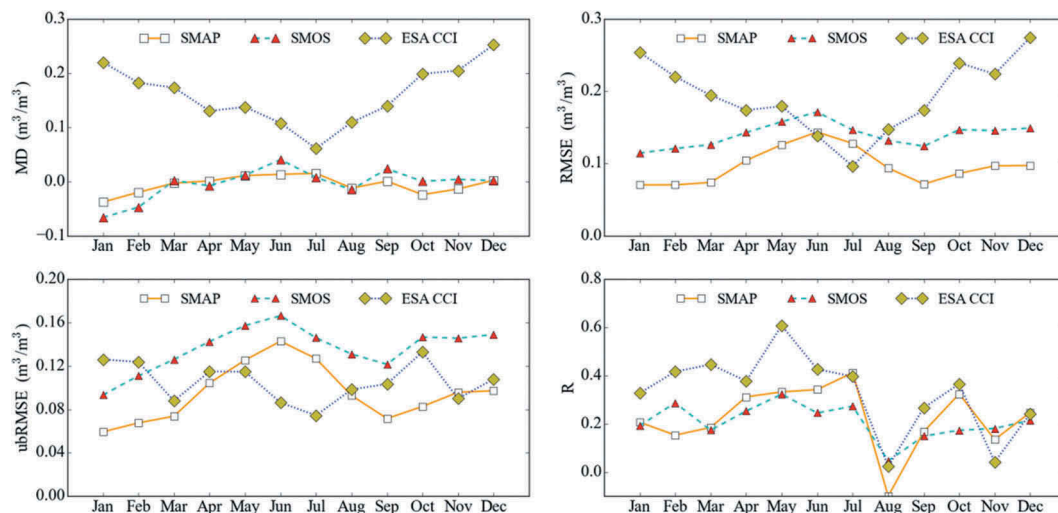 SMAP SMOS ESA CCI
MD (m³/m³)
0.3
0.2
0.1
0.0
−0.1
Jan Feb Mar Apr May Jun Jul Aug Sep Oct Nov Dec
SMAP SMOS ESA CCI
RMSE (m³/m³)
0.3
0.2
0.1
0.0
Jan Feb Mar Apr May Jun Jul Aug Sep Oct Nov Dec
SMAP SMOS ESA CCI
ubRMSE (m³/m³)
0.20
0.16
0.12
0.08
0.04
0.00
Jan Feb Mar Apr May Jun Jul Aug Sep Oct Nov Dec
SMAP SMOS ESA CCI
R
0.8
0.6
0.4
0.2
0.0
Jan Feb Mar Apr May Jun Jul Aug Sep Oct Nov Dec